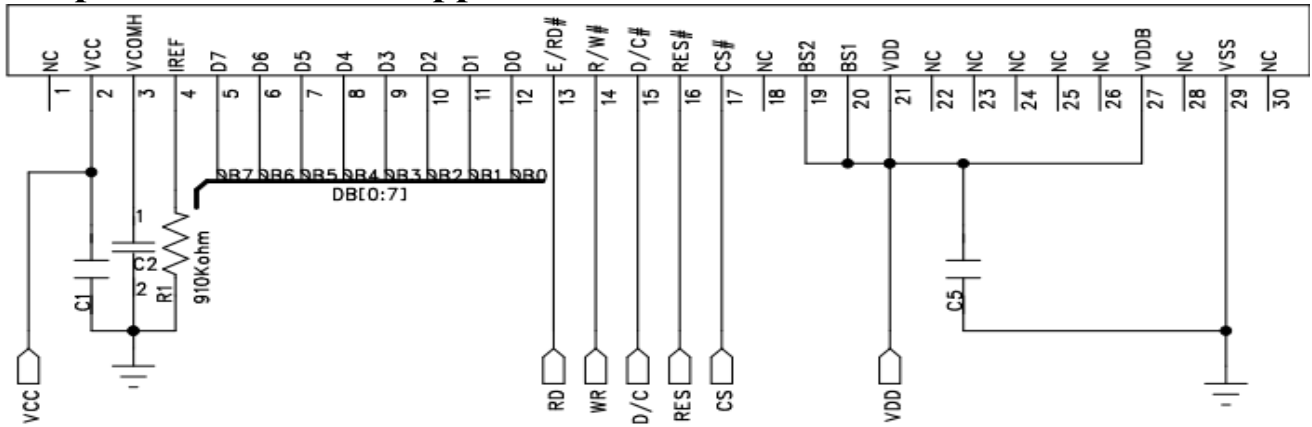 NC VCC VCOMH IREF D7 D6 D5 D4 D3 D2 D1 D0 E/RD# R/W# D/C# RES# CS# NC BS2 BS1 VDD NC NC NC NC NC VDDB NC VSS NC
1 2 3 4 5 6 7 8 9 10 11 12 13 14 15 16 17 18 19 20 21 22 23 24 25 26 27 28 29 30
DB7 DB6 DB5 DB4 DB3 DB2 DB1 DB0
DB[0:7]
1
C2
2
C1
R1
910Kohm
C5
VCC
RD
WR
D/C
RES
CS
VDD